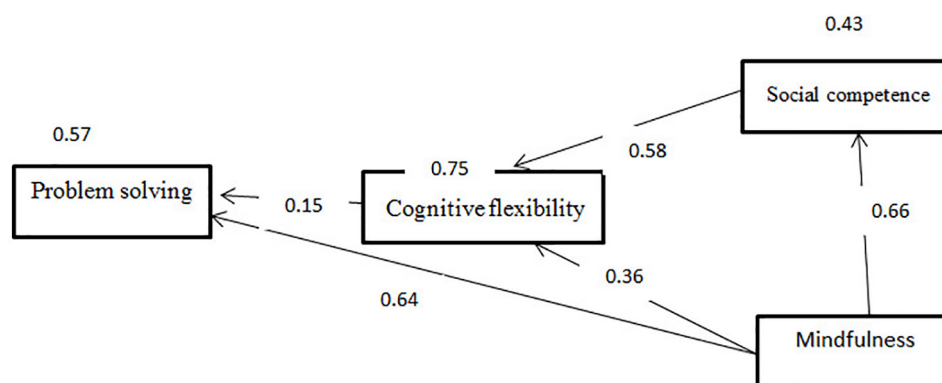 0.43
Social competence
0.57
0.58
0.75
Problem solving
0.15
Cognitive flexibility
0.66
0.36
0.64
Mindfulness